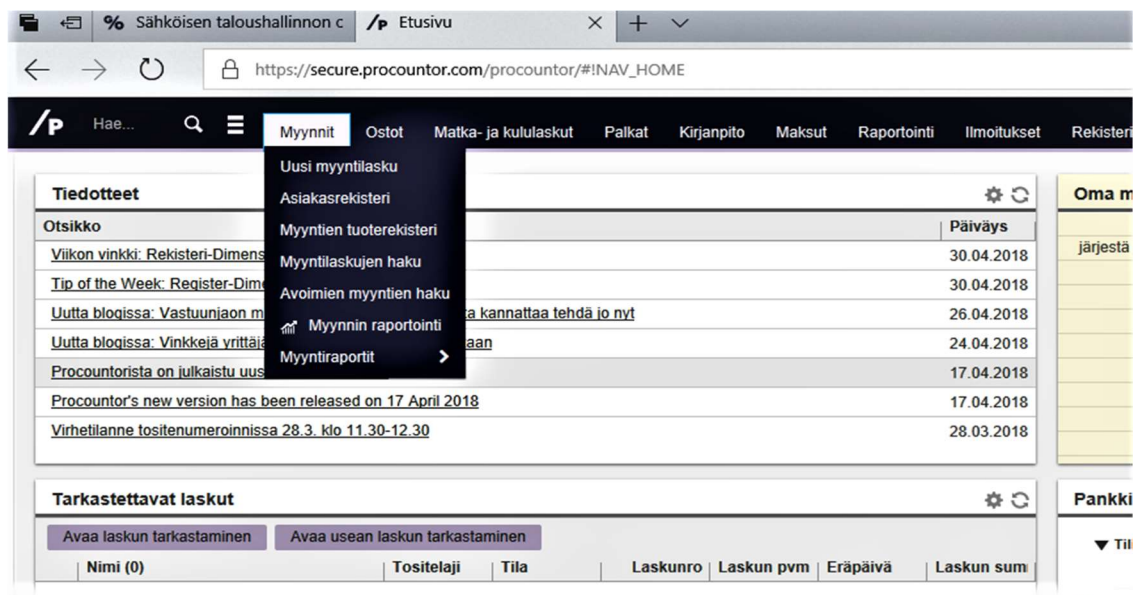 % Sähköisen taloushallinnon c /P Etusivu
https://secure.procountor.com/procountor/#!NAV_HOME
/P Hae... Myynnit Ostot Matka- ja kululaskut Palkat Kirjanpito Maksut Raportointi Ilmoitukset Rekisteri
Uusi myyntilasku
Asiakasrekisteri
Myyntien tuoterekisteri
Myyntilaskujen haku
Avoimien myyntien haku
Myynnin raportointi
Myyntiraportit
Tiedotteet
Otsikko Päiväys
Viikon vinkki: Rekisteri-Dimens 30.04.2018
Tip of the Week: Register-Dime 30.04.2018
Uutta blogissa: Vastuunjaon m a kannattaa tehdä jo nyt 26.04.2018
Uutta blogissa: Vinkkejä yrittäjä aan 24.04.2018
Procountorista on julkaistu uus 17.04.2018
Procountor's new version has been released on 17 April 2018 17.04.2018
Virhetilanne tositenumeroinnissa 28.3. klo 11.30-12.30 28.03.2018
Oma m
järjestä
Tarkastettavat laskut
Avaa laskun tarkastaminen Avaa usean laskun tarkastaminen
Nimi (0) Tositelaji Tila Laskunro Laskun pvm Eräpäivä Laskun sum
Pankki
Tili